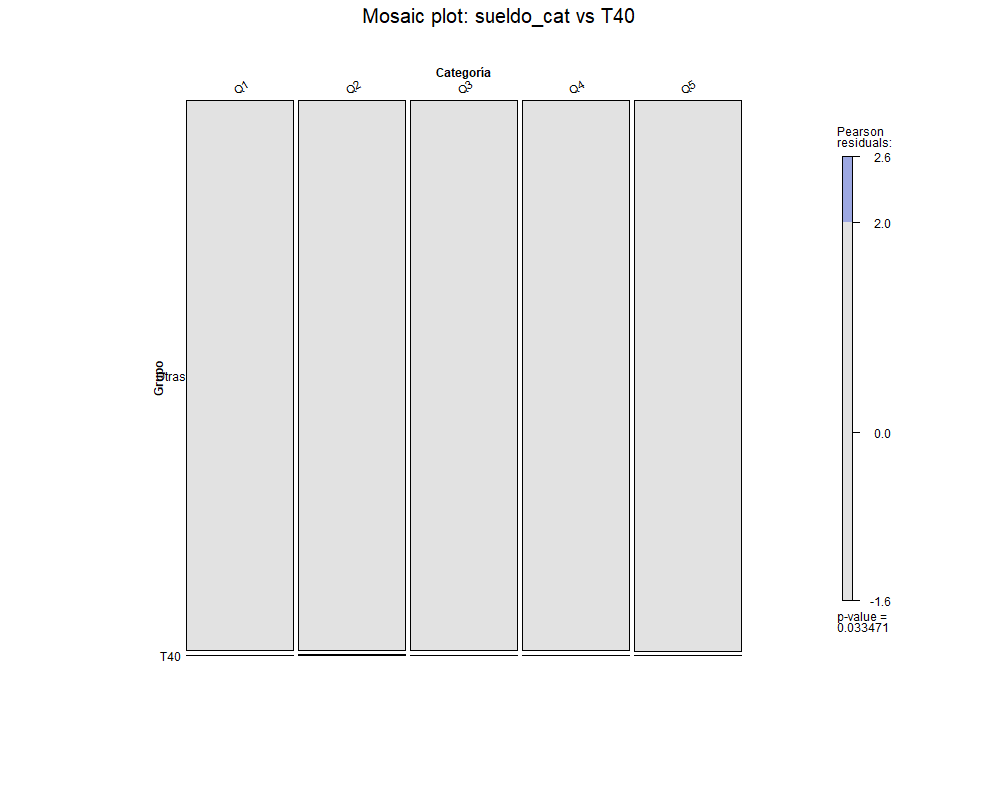 Mosaic plot: sueldo_cat vs T40
Categoría
Q1 Q2 Q3 Q4 Q5
Pearson
residuals:
2.6
2.0
0.0
-1.6
p-value =
0.033471
Grupo
Otras
T40